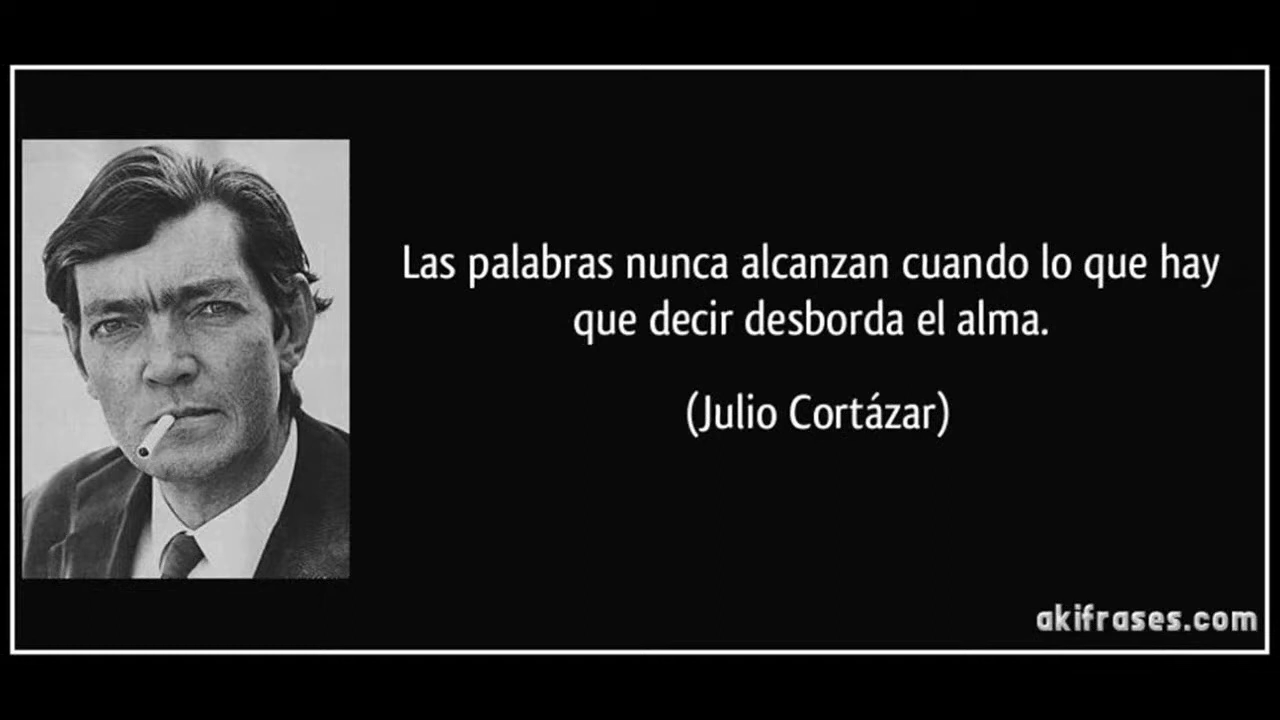 Las palabras nunca alcanzan cuando lo que hay
que decir desborda el alma.
(Julio Cortázar)
akifrases.com